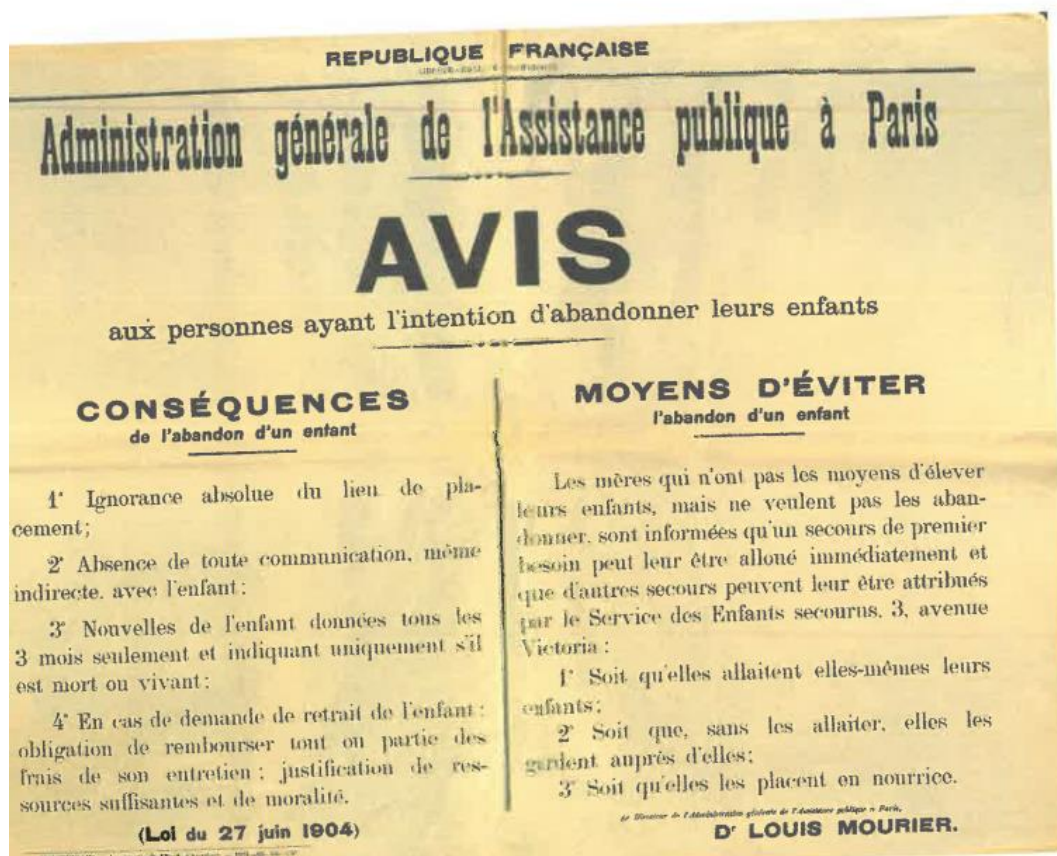 REPUBLIQUE FRANÇAISE
Administration générale de l'Assistance publique à Paris
AVIS
aux personnes ayant l'intention d'abandonner leurs enfants
CONSÉQUENCES
de l'abandon d'un enfant
1° Ignorance absolue du lieu de pla-
cement;
2° Absence de toute communication, même
indirecte, avec l'enfant;
3° Nouvelles de l'enfant données tous les
3 mois seulement et indiquant uniquement s'il
est mort ou vivant;
4° En cas de demande de retrait de l'enfant :
obligation de rembourser tout ou partie des
frais de son entretien; justification de res-
sources suffisantes et de moralité.
(Loi du 27 juin 1904)
MOYENS D'ÉVITER
l'abandon d'un enfant
Les mères qui n'ont pas les moyens d'élever
leurs enfants, mais ne veulent pas les aban-
donner, sont informées qu'un secours de premier
besoin peut leur être alloué immédiatement et
que d'autres secours peuvent leur être attribués
par le Service des Enfants secourus, 3, avenue
Victoria :
1° Soit qu'elles allaitent elles-mêmes leurs
enfants;
2° Soit que, sans les allaiter, elles les
gardent auprès d'elles;
3° Soit qu'elles les placent en nourrice.
Le Directeur de l'Administration générale de l'Assistance publique à Paris,
Dr LOUIS MOURIER.